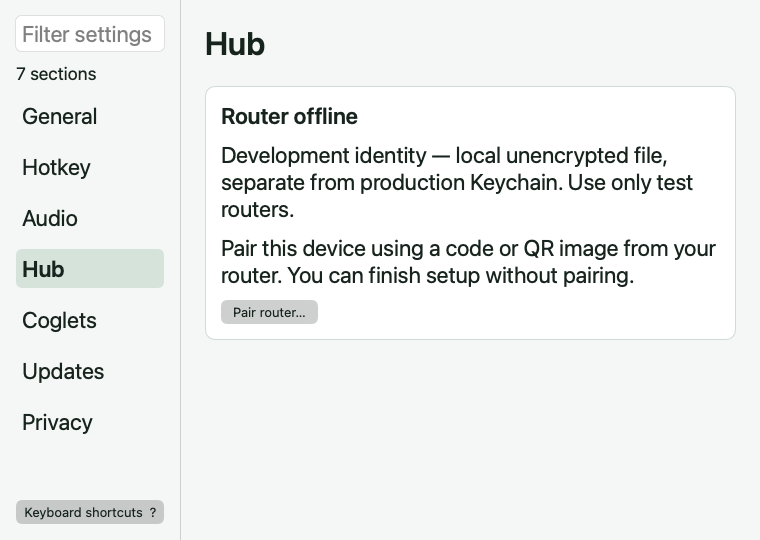 Filter settings
7 sections
General
Hotkey
Audio
Hub
Coglets
Updates
Privacy
Keyboard shortcuts ?
Hub
Router offline
Development identity — local unencrypted file,
separate from production Keychain. Use only test
routers.
Pair this device using a code or QR image from your
router. You can finish setup without pairing.
Pair router...